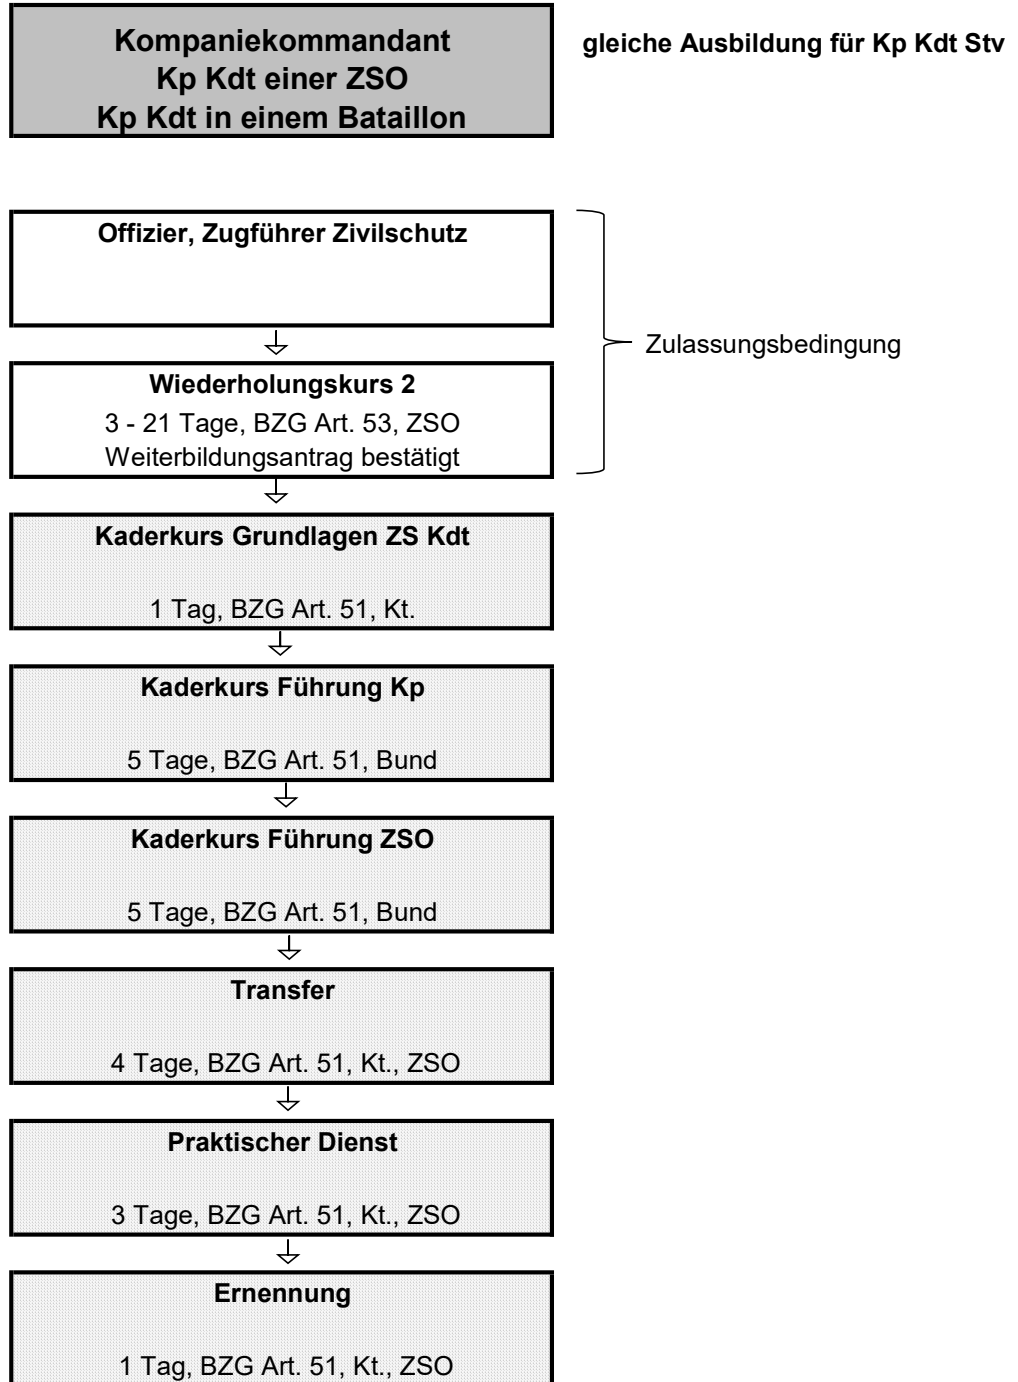 Kompaniekommandant
Kp Kdt einer ZSO
Kp Kdt in einem Bataillon
gleiche Ausbildung für Kp Kdt Stv
Offizier, Zugführer Zivilschutz
Zulassungsbedingung
Wiederholungskurs 2
3 - 21 Tage, BZG Art. 53, ZSO
Weiterbildungsantrag bestätigt
Kaderkurs Grundlagen ZS Kdt
1 Tag, BZG Art. 51, Kt.
Kaderkurs Führung Kp
5 Tage, BZG Art. 51, Bund
Kaderkurs Führung ZSO
5 Tage, BZG Art. 51, Bund
Transfer
4 Tage, BZG Art. 51, Kt., ZSO
Praktischer Dienst
3 Tage, BZG Art. 51, Kt., ZSO
Ernennung
1 Tag, BZG Art. 51, Kt., ZSO